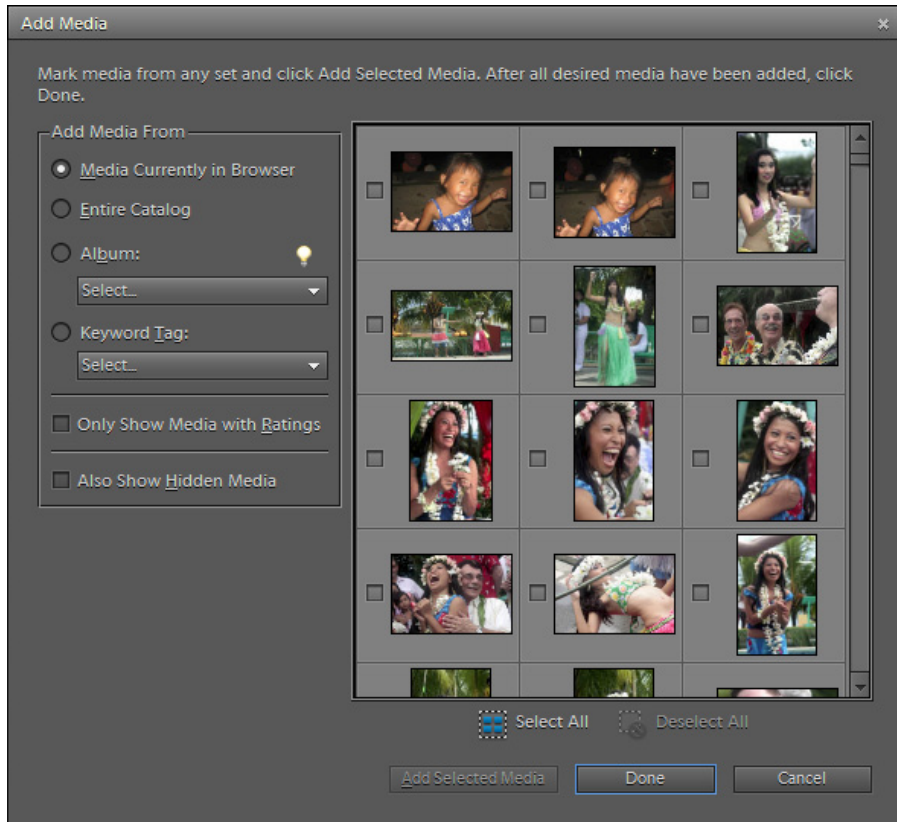 Add Media
Mark media from any set and click Add Selected Media. After all desired media have been added, click
Done.
Add Media From
Media Currently in Browser
Entire Catalog
Album:
Select...
Keyword Tag:
Select...
Only Show Media with Ratings
Also Show Hidden Media
Select All
Deselect All
Add Selected Media
Done
Cancel